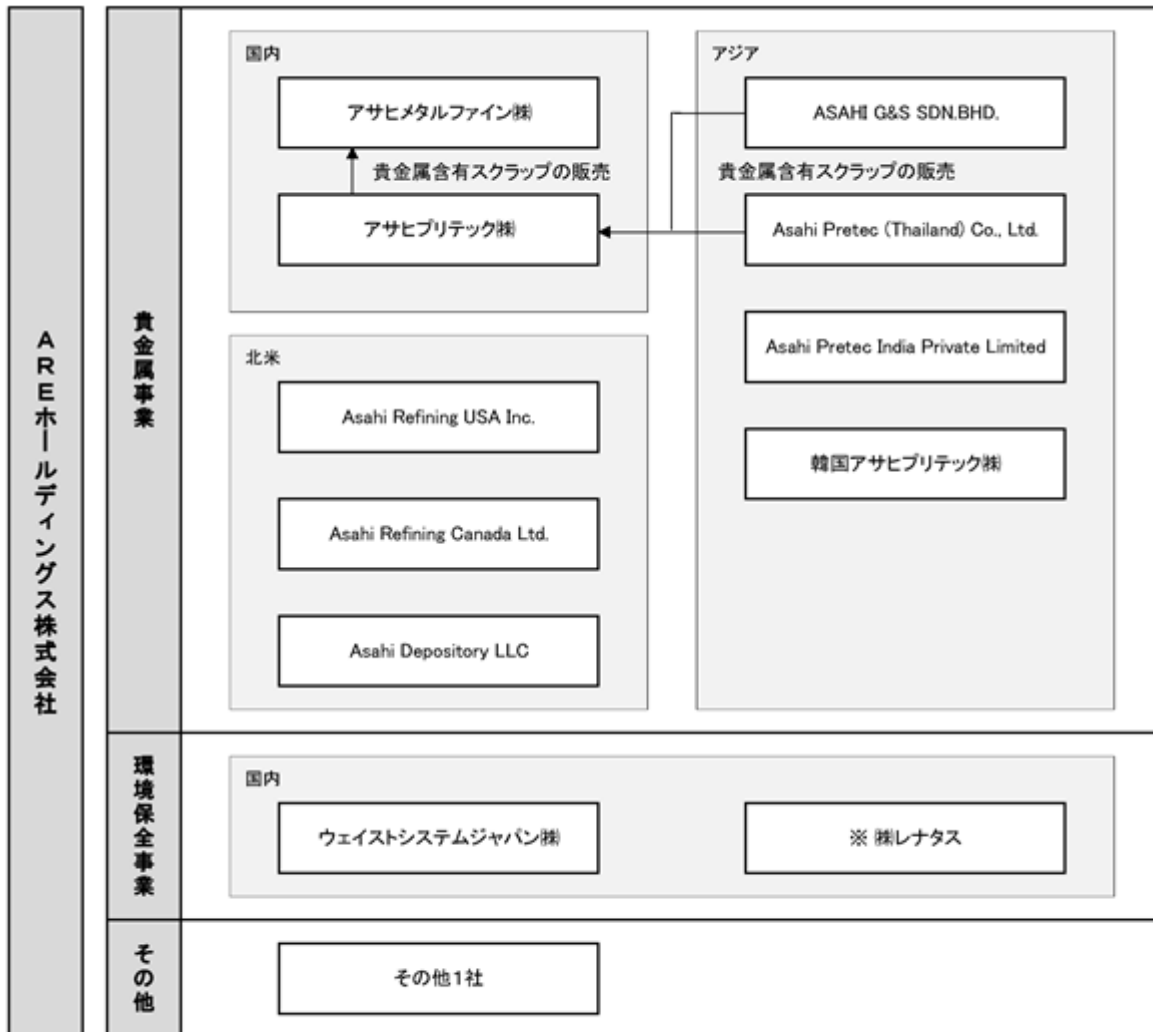 AREホールディングス株式会社
貴金属事業
国内
アサヒメタルファイン㈱
貴金属含有スクラップの販売
アサヒプリテック㈱
アジア
ASAHI G&S SDN.BHD.
貴金属含有スクラップの販売
Asahi Pretec (Thailand) Co., Ltd.
Asahi Pretec India Private Limited
韓国アサヒプリテック㈱
北米
Asahi Refining USA Inc.
Asahi Refining Canada Ltd.
Asahi Depository LLC
環境保全事業
国内
ウェイストシステムジャパン㈱
※ ㈱レナタス
その他
その他1社